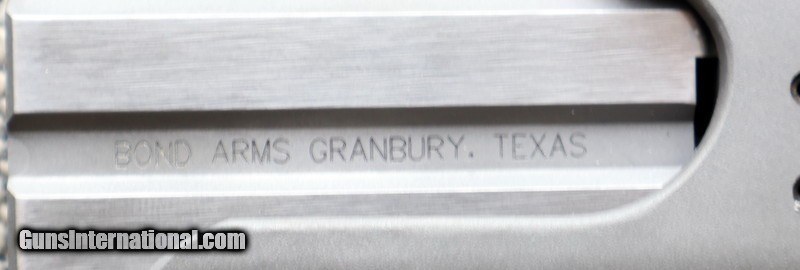 BOND ARMS GRANBURY, TEXAS
GunsInternational.com